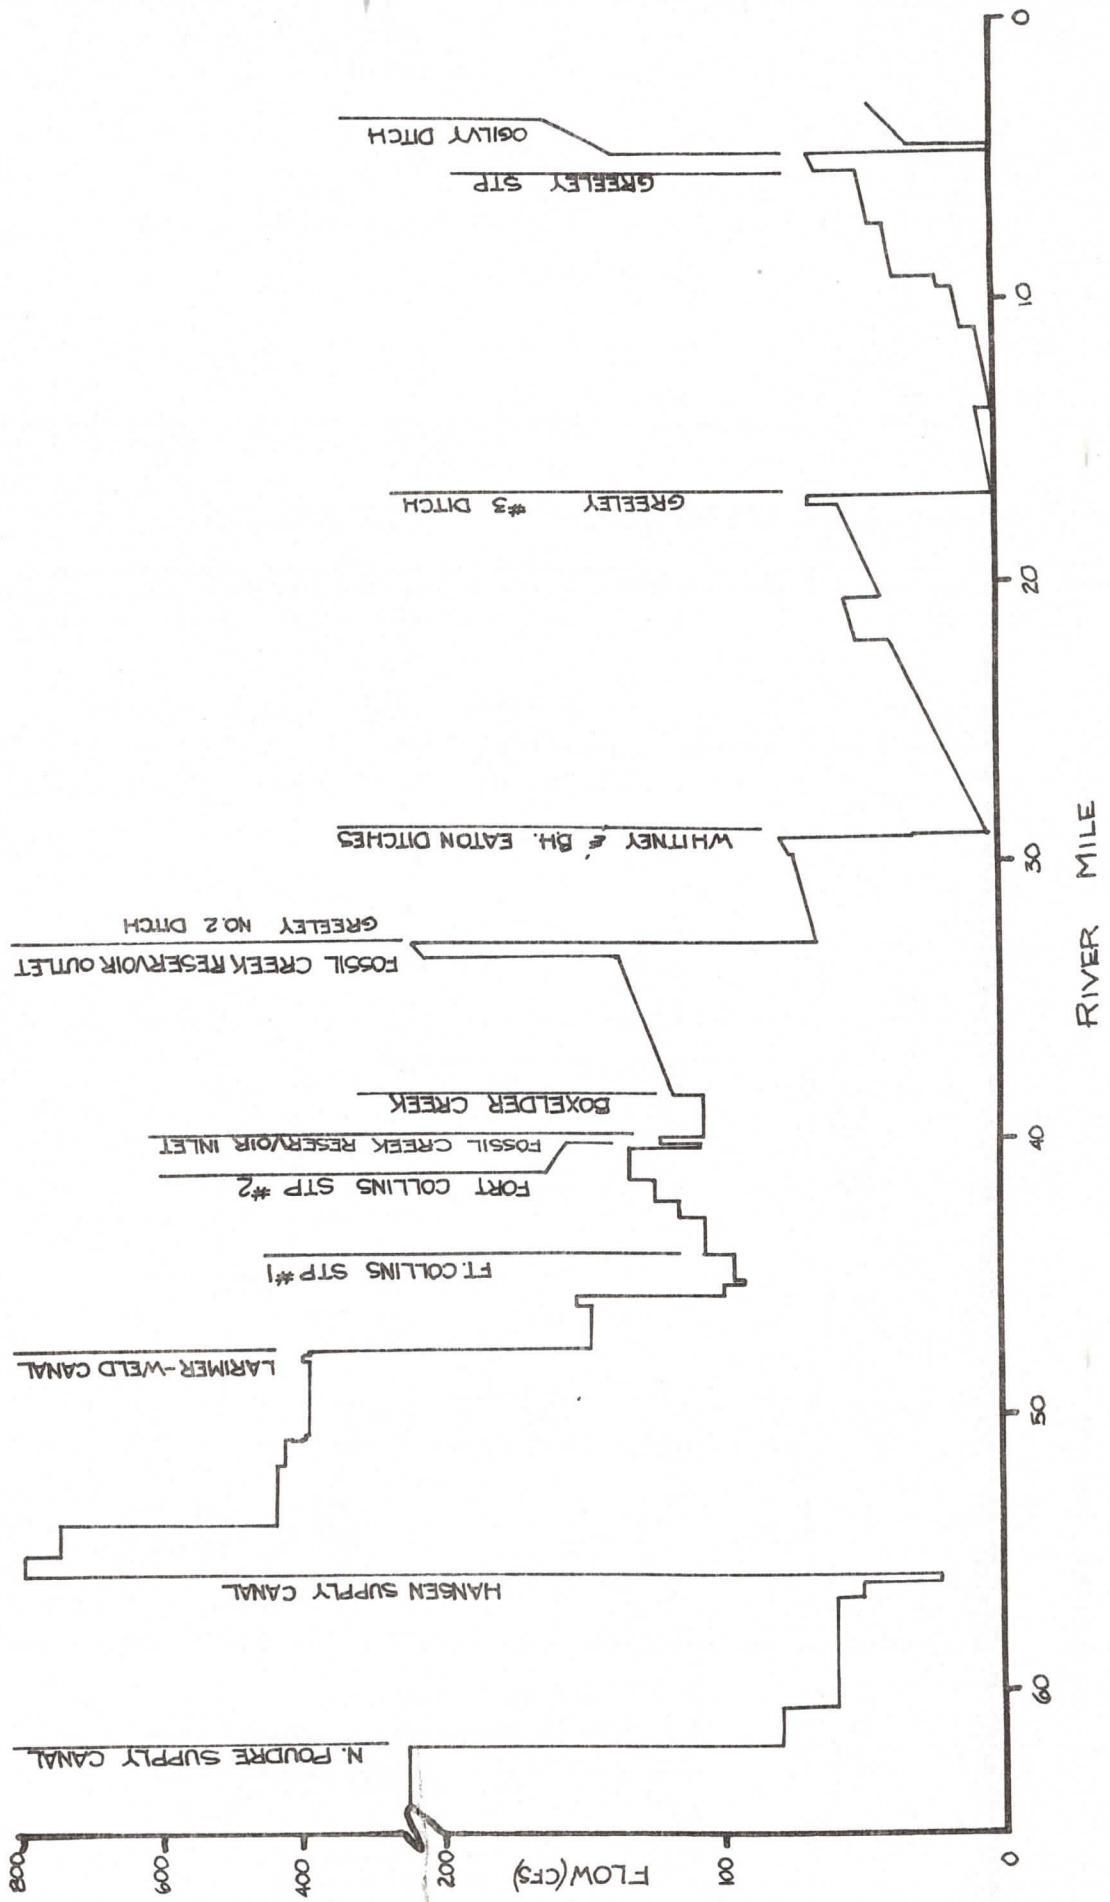 800
600
400
200
100
0
FLOW (CFS)
N. POUDRE SUPPLY CANAL
HANSEN SUPPLY CANAL
LARIMER-WELD CANAL
FT. COLLINS STP #1
FORT COLLINS STP #2
FOSSIL CREEK RESERVOIR INLET
BOXELDER CREEK
FOSSIL CREEK RESERVOIR OUTLET
GREELEY NO. 2 DITCH
WHITNEY & B.H. EATON DITCHES
GREELEY #3 DITCH
GREELEY STP
OGILVY DITCH
60
50
40
30
20
10
0
RIVER MILE